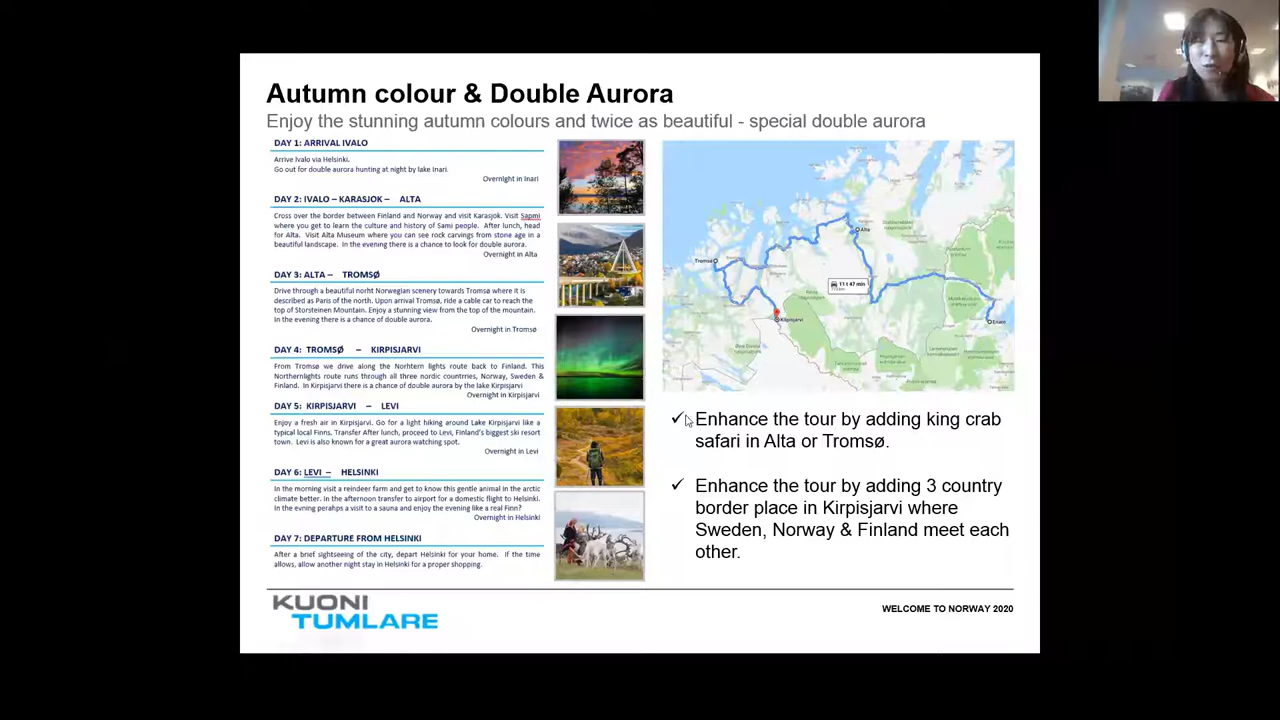 Autumn colour & Double Aurora
Enjoy the stunning autumn colours and twice as beautiful - special double aurora
DAY 1: ARRIVAL IVALO
Arrive Ivalo via Helsinki.
Go out for double aurora hunting at night by lake Inari.
Overnight in Inari
DAY 2: IVALO – KARASJOK – ALTA
Cross over the border between Finland and Norway and visit Karasjok. Visit Sapmi
where you get to learn the culture and history of Sami people. After lunch, head
for Alta. Visit Alta Museum where you can see rock carvings from stone age in a
beautiful landscape. In the evening there is a chance to look for double aurora.
Overnight in Alta
DAY 3: ALTA – TROMSØ
Drive through a beautiful norht Norwegian scenery towards Tromsø where it is
described as Paris of the north. Upon arrival Tromsø, ride a cable car to reach the
top of Storsteinen Mountain. Enjoy a stunning view from the top of the mountain.
In the evening there is a chance of double aurora.
Overnight in Tromsø
DAY 4: TROMSØ – KIRPISJARVI
From Tromsø we drive along the Norhtern lights route back to Finland. This
Northernlights route runs through all three nordic countries, Norway, Sweden &
Finland. In Kirpisjarvi there is a chance of double aurora by the lake Kirpisjarvi
Overnight in Kirpisjarvi
DAY 5: KIRPISJARVI – LEVI
Enjoy a fresh air in Kirpisjarvi. Go for a light hiking around Lake Kirpisjarvi like a
typical local Finns. Transfer After lunch, proceed to Levi, Finland's biggest ski resort
town. Levi is also known for a great aurora watching spot.
Overnight in Levi
DAY 6: LEVI – HELSINKI
In the morning visit a reindeer farm and get to know this gentle animal in the arctic
climate better. In the afternoon transfer to airport for a domestic flight to Helsinki.
In the evning perahps a visit to a sauna and enjoy the evening like a real Finn?
Overnight in Helsinki
DAY 7: DEPARTURE FROM HELSINKI
After a brief sightseeing of the city, depart Helsinki for your home. If the time
allows, allow another night stay in Helsinki for a proper shopping.
Alta
Tromsø
11 t 47 min
Kilpisjarvi
Enare
✓ Enhance the tour by adding king crab
safari in Alta or Tromsø.
✓ Enhance the tour by adding 3 country
border place in Kirpisjarvi where
Sweden, Norway & Finland meet each
other.
KUONI
TUMLARE
WELCOME TO NORWAY 2020